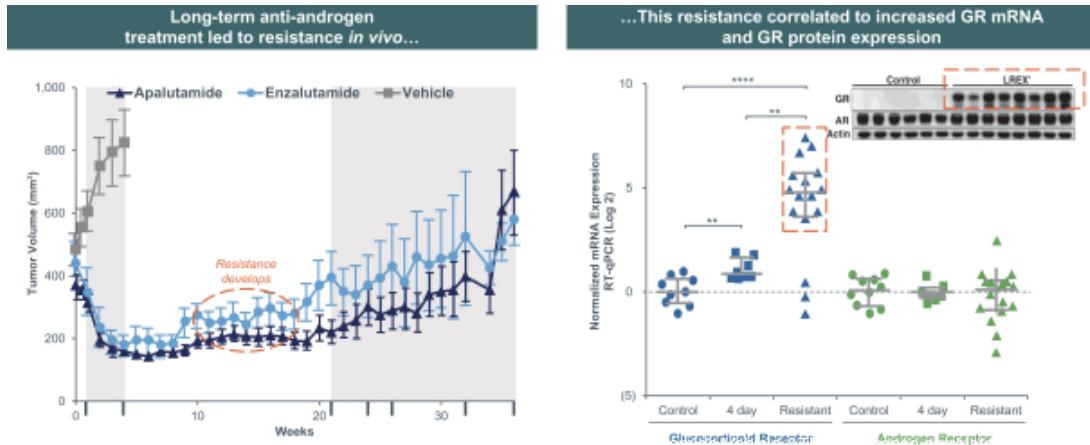 Long-term anti-androgen
treatment led to resistance in vivo…
Tumor Volume (mm³)
1,000
800
600
400
200
0
Apalutamide
Enzalutamide
Vehicle
Resistance
develops
0
10
20
30
Weeks
…This resistance correlated to increased GR mRNA
and GR protein expression
Normalized mRNA Expression
RT-qPCR (Log 2)
10
5
0
(5)
****
**
**
Control
LREX'
GR
AR
Actin
Control
4 day
Resistant
Control
4 day
Resistant
Glucocorticoid Receptor
Androgen Receptor